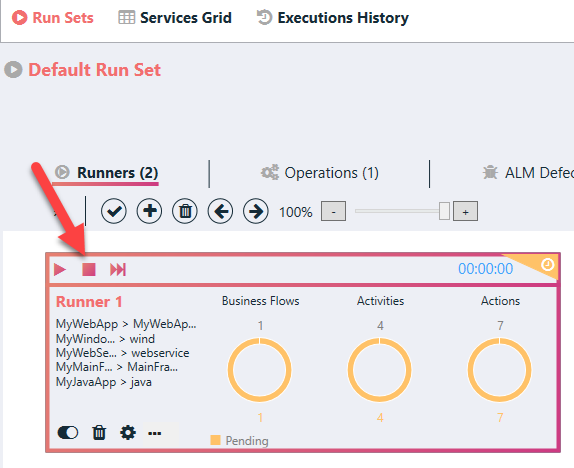 Run Sets Services Grid Executions History
Default Run Set
Runners (2) Operations (1) ALM Defec
100% - +
00:00:00
Runner 1 Business Flows Activities Actions
MyWebApp > MyWebAp...
MyWindo... > wind
MyWebSe... > webservice
MyMainF... > MainFra...
MyJavaApp > java
1 4 7
1 4 7
Pending